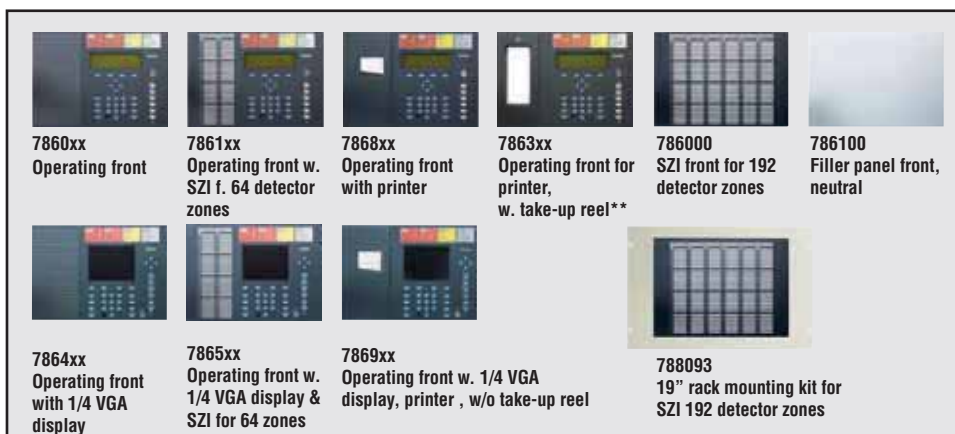 7860xx
Operating front
7861xx
Operating front w.
SZI f. 64 detector
zones
7868xx
Operating front
with printer
7863xx
Operating front for
printer,
w. take-up reel**
786000
SZI front for 192
detector zones
786100
Filler panel front,
neutral
7864xx
Operating front
with 1/4 VGA
display
7865xx
Operating front w.
1/4 VGA display &
SZI for 64 zones
7869xx
Operating front w. 1/4 VGA
display, printer , w/o take-up reel
788093
19” rack mounting kit for
SZI 192 detector zones